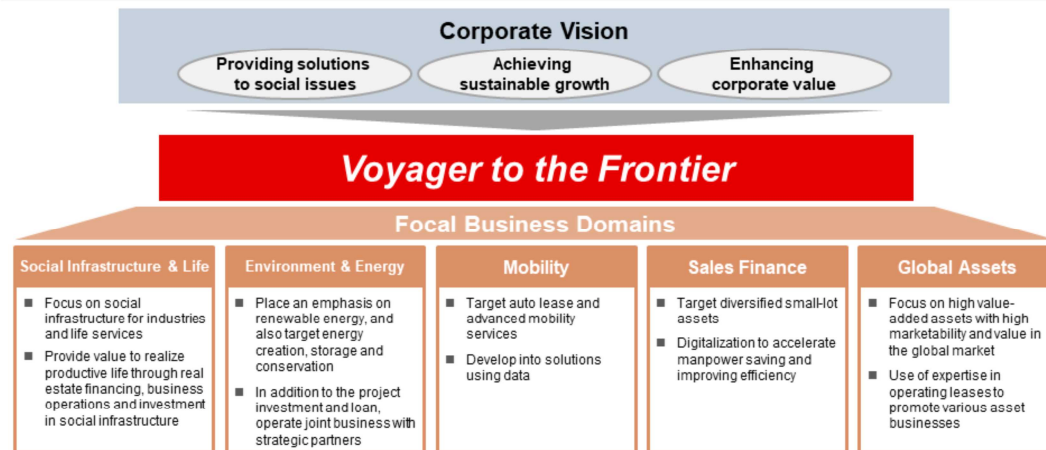 Corporate Vision
Providing solutions
to social issues
Achieving
sustainable growth
Enhancing
corporate value
Voyager to the Frontier
Focal Business Domains
Social Infrastructure & Life
Focus on social
infrastructure for industries
and life services
Provide value to realize
productive life through real
estate financing, business
operations and investment
in social infrastructure
Environment & Energy
Place an emphasis on
renewable energy, and
also target energy
creation, storage and
conservation
In addition to the project
investment and loan,
operate joint business with
strategic partners
Mobility
Target auto lease and
advanced mobility
services
Develop into solutions
using data
Sales Finance
Target diversified small-lot
assets
Digitalization to accelerate
manpower saving and
improving efficiency
Global Assets
Focus on high value-
added assets with high
marketability and value in
the global market
Use of expertise in
operating leases to
promote various asset
businesses